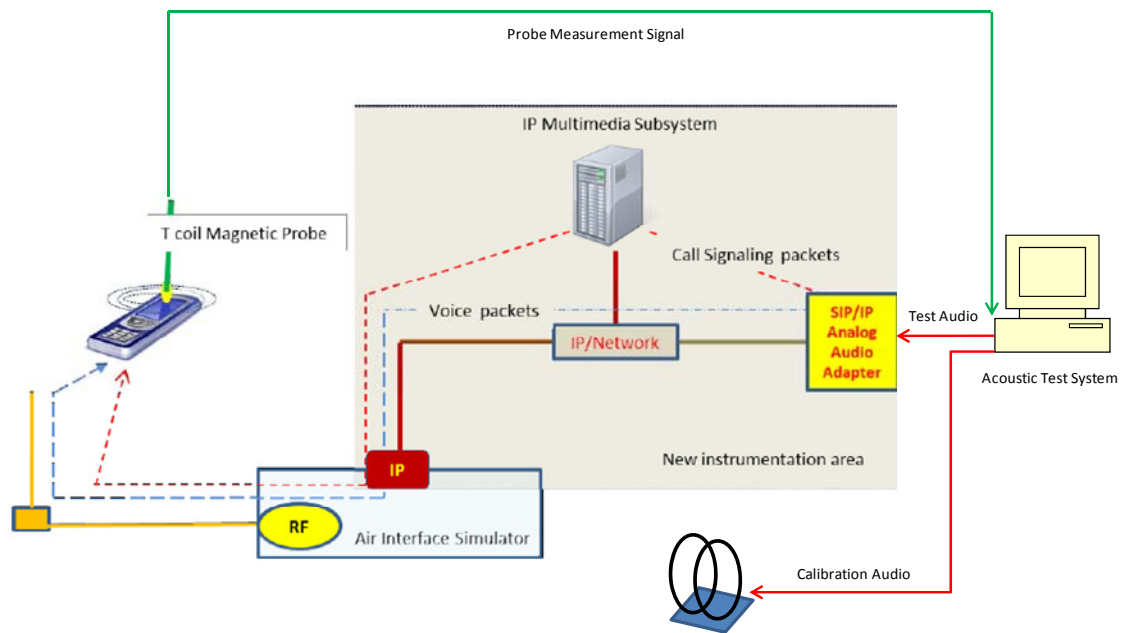 Probe Measurement Signal
IP Multimedia Subsystem
T coil Magnetic Probe
Call Signaling packets
Voice packets
SIP/IP
Analog
Audio
Adapter
Test Audio
IP/Network
Acoustic Test System
IP
New instrumentation area
RF
Air Interface Simulator
Calibration Audio